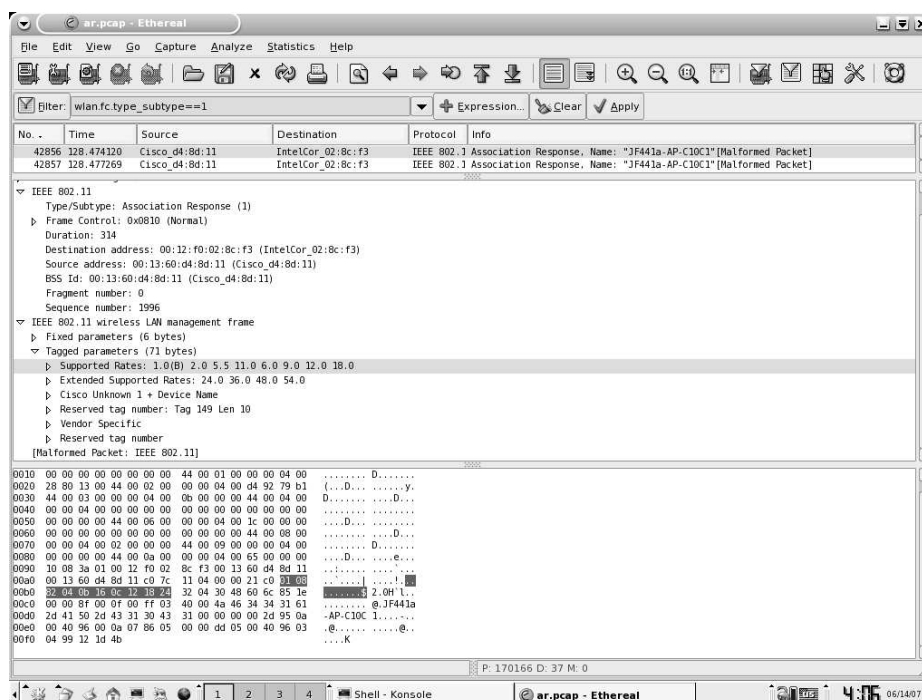 ar.pcap - Ethereal
File Edit View Go Capture Analyze Statistics Help
Filter: wlan.fc.type_subtype==1 Expression... Clear Apply
No. . Time Source Destination Protocol Info
42856 128.474120 Cisco_d4:8d:11 IntelCor_02:8c:f3 IEEE 802.1 Association Response, Name: "JF441a-AP-C10C1"[Malformed Packet]
42857 128.477269 Cisco_d4:8d:11 IntelCor_02:8c:f3 IEEE 802.1 Association Response, Name: "JF441a-AP-C10C1"[Malformed Packet]
IEEE 802.11
Type/Subtype: Association Response (1)
Frame Control: 0x0810 (Normal)
Duration: 314
Destination address: 00:12:f0:02:8c:f3 (IntelCor_02:8c:f3)
Source address: 00:13:60:d4:8d:11 (Cisco_d4:8d:11)
BSS Id: 00:13:60:d4:8d:11 (Cisco_d4:8d:11)
Fragment number: 0
Sequence number: 1996
IEEE 802.11 wireless LAN management frame
Fixed parameters (6 bytes)
Tagged parameters (71 bytes)
Supported Rates: 1.0(B) 2.0 5.5 11.0 6.0 9.0 12.0 18.0
Extended Supported Rates: 24.0 36.0 48.0 54.0
Cisco Unknown 1 + Device Name
Reserved tag number: Tag 149 Len 10
Vendor Specific
Reserved tag number
[Malformed Packet: IEEE 802.11]
0010 00 00 00 00 00 00 00 00 44 00 01 00 00 00 04 00 ........ D.......
0020 28 80 13 00 44 00 02 00 00 00 04 00 d4 92 79 b1 (...D... ......y.
0030 44 00 03 00 00 00 04 00 0b 00 00 00 44 00 04 00 D....... ....D...
0040 00 00 04 00 00 00 00 00 00 00 00 00 00 00 00 00 ........ ........
0050 00 00 00 00 44 00 06 00 00 00 04 00 1c 00 00 00 ....D... ........
0060 00 00 00 00 00 00 00 00 00 00 00 00 44 00 08 00 ........ ....D...
0070 00 00 04 00 02 00 00 00 44 00 09 00 00 00 04 00 ........ D.......
0080 00 00 00 00 44 00 0a 00 00 00 04 00 65 00 00 00 ....D... ....e...
0090 10 08 3a 01 00 12 f0 02 8c f3 00 13 60 d4 8d 11 ..:..... ....`...
00a0 00 13 60 d4 8d 11 c0 7c 11 04 00 00 21 c0 01 08 ..`....| ....!...
00b0 82 04 0b 16 0c 12 18 24 32 04 30 48 60 6c 85 1e .......$ 2.0H`l..
00c0 00 00 8f 00 0f 00 ff 03 40 00 4a 46 34 34 31 61 ........ @.JF441a
00d0 2d 41 50 2d 43 31 30 43 31 00 00 00 00 2d 95 0a -AP-C10C 1....-..
00e0 00 40 96 00 0a 07 86 05 00 00 dd 05 00 40 96 03 .@...... .....@..
00f0 04 99 12 1d 4b ....K
P: 170166 D: 37 M: 0
1 2 3 4 Shell - Konsole ar.pcap - Ethereal 06/14/07